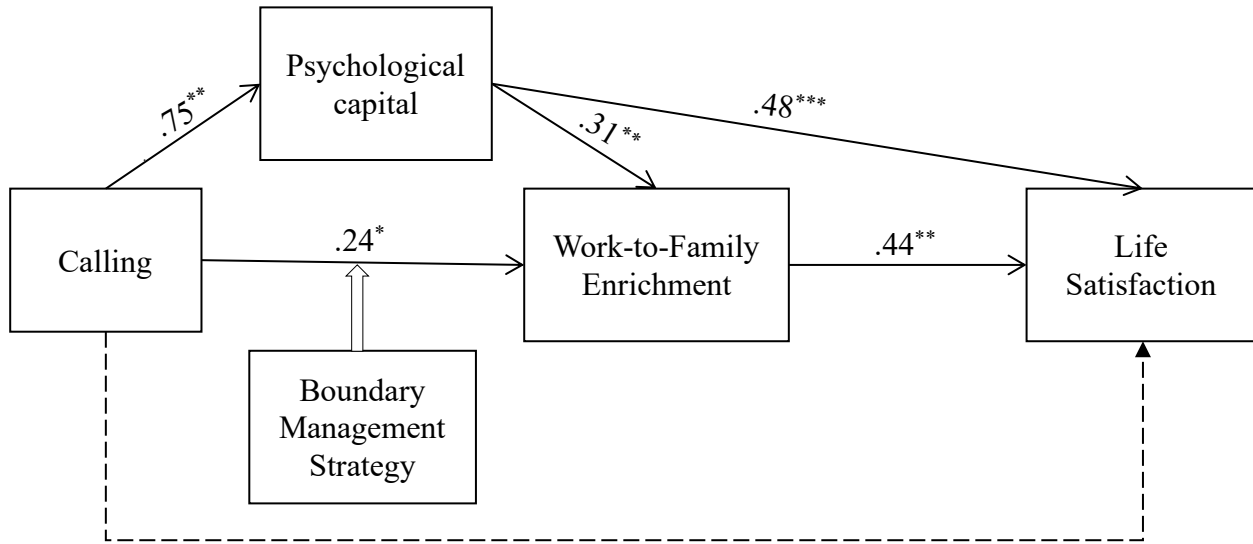 Psychological
capital
.75**
.31**
.48***
Calling
.24*
Work-to-Family
Enrichment
.44**
Life
Satisfaction
Boundary
Management
Strategy